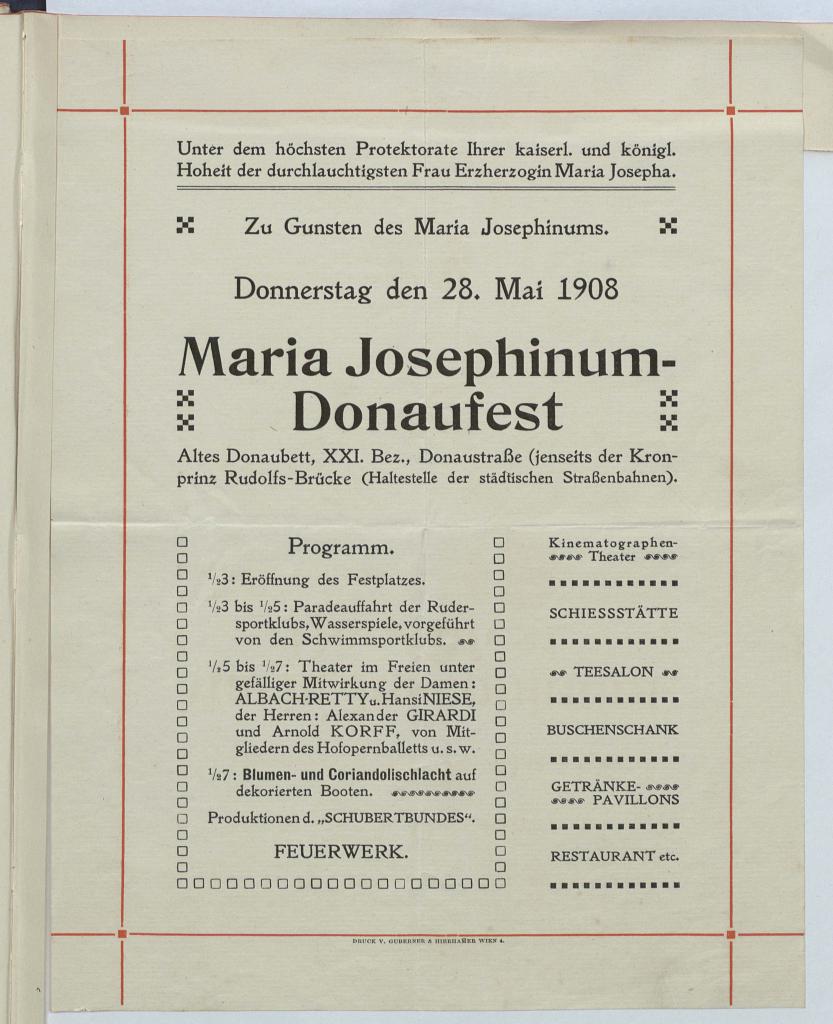 Unter dem höchsten Protektorate Ihrer kaiserl. und königl.
Hoheit der durchlauchtigsten Frau Erzherzogin Maria Josepha.
Zu Gunsten des Maria Josephinums.
Donnerstag den 28. Mai 1908
Maria Josephinum-
Donaufest
Altes Donaubett, XXI. Bez., Donaustraße (jenseits der Kron-
prinz Rudolfs-Brücke (Haltestelle der städtischen Straßenbahnen).
Programm.
1/23: Eröffnung des Festplatzes.
1/23 bis 1/25: Paradeauffahrt der Ruder-
sportklubs, Wasserspiele, vorgeführt
von den Schwimmsportklubs.
1/25 bis 1/27: Theater im Freien unter
gefälliger Mitwirkung der Damen:
ALBACH-RETTY u. Hansi NIESE,
der Herren: Alexander GIRARDI
und Arnold KORFF, von Mit-
gliedern des Hofopernballetts u. s. w.
1/27: Blumen- und Coriandolischlacht auf
dekorierten Booten.
Produktionen d. „SCHUBERTBUNDES“.
FEUERWERK.
Kinematographen-
Theater
SCHIESSSTÄTTE
TEESALON
BUSCHENSCHANK
GETRÄNKE-
PAVILLONS
RESTAURANT etc.
DRUCK V. GUBERNER & HIERHAMER WIEN 4.